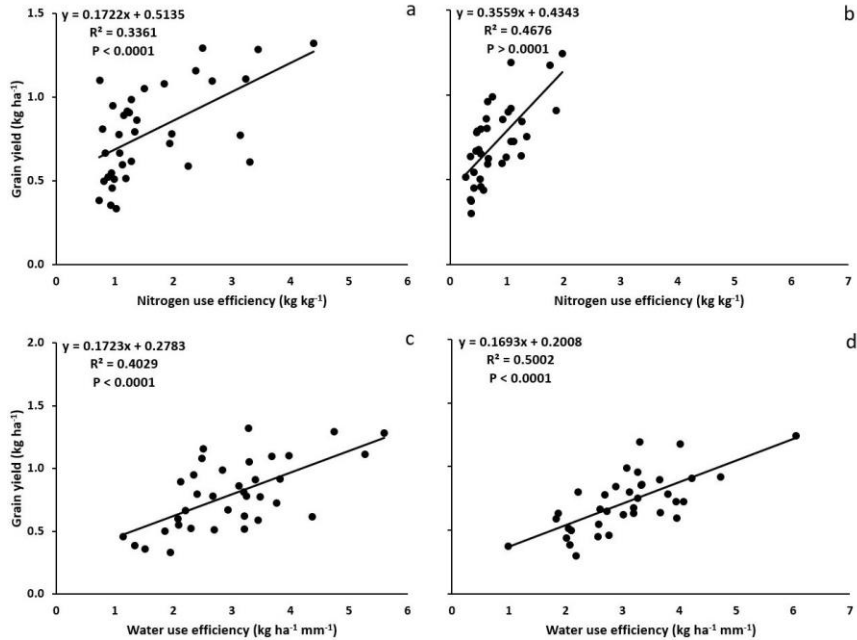 a
y = 0.1722x + 0.5135
R² = 0.3361
P < 0.0001
1.5
1.0
0.5
0.0
Grain yield (kg ha⁻¹)
0 1 2 3 4 5 6
Nitrogen use efficiency (kg kg⁻¹)
b
y = 0.3559x + 0.4343
R² = 0.4676
P > 0.0001
0 1 2 3 4 5 6 7
Nitrogen use efficiency (kg kg⁻¹)
c
y = 0.1723x + 0.2783
R² = 0.4029
P < 0.0001
2.0
1.5
1.0
0.5
0.0
Grain yield (kg ha⁻¹)
0 1 2 3 4 5 6
Water use efficiency (kg ha⁻¹ mm⁻¹)
d
y = 0.1693x + 0.2008
R² = 0.5002
P < 0.0001
0 1 2 3 4 5 6 7
Water use efficiency (kg ha⁻¹ mm⁻¹)